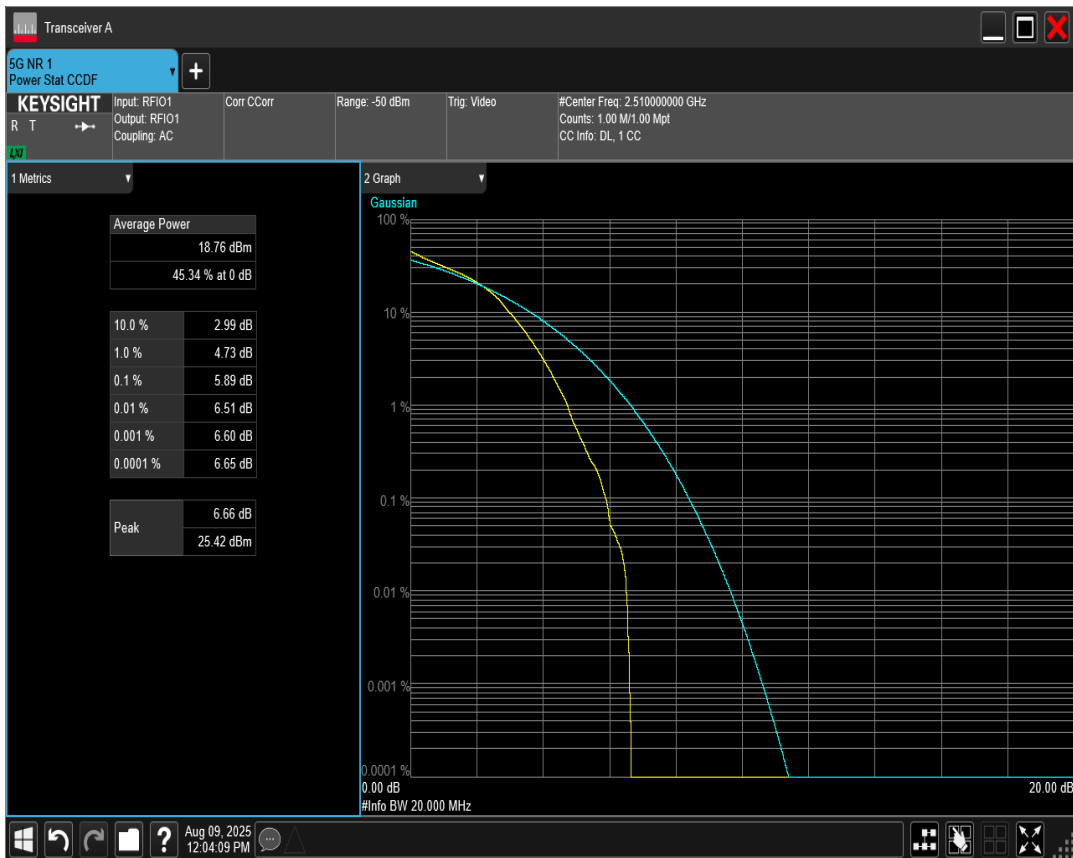 Transceiver A
5G NR 1
Power Stat CCDF
+
KEYSIGHT
R T
LXI
Input: RFIO1
Output: RFIO1
Coupling: AC
Corr CCorr
Range: -50 dBm
Trig: Video
#Center Freq: 2.510000000 GHz
Counts: 1.00 M/1.00 Mpt
CC Info: DL, 1 CC
1 Metrics
Average Power
18.76 dBm
45.34 % at 0 dB
10.0 % 2.99 dB
1.0 % 4.73 dB
0.1 % 5.89 dB
0.01 % 6.51 dB
0.001 % 6.60 dB
0.0001 % 6.65 dB
Peak
6.66 dB
25.42 dBm
2 Graph
Gaussian
100 %
10 %
1 %
0.1 %
0.01 %
0.001 %
0.0001 %
0.00 dB 20.00 dB
#Info BW 20.000 MHz
?
Aug 09, 2025
12:04:09 PM